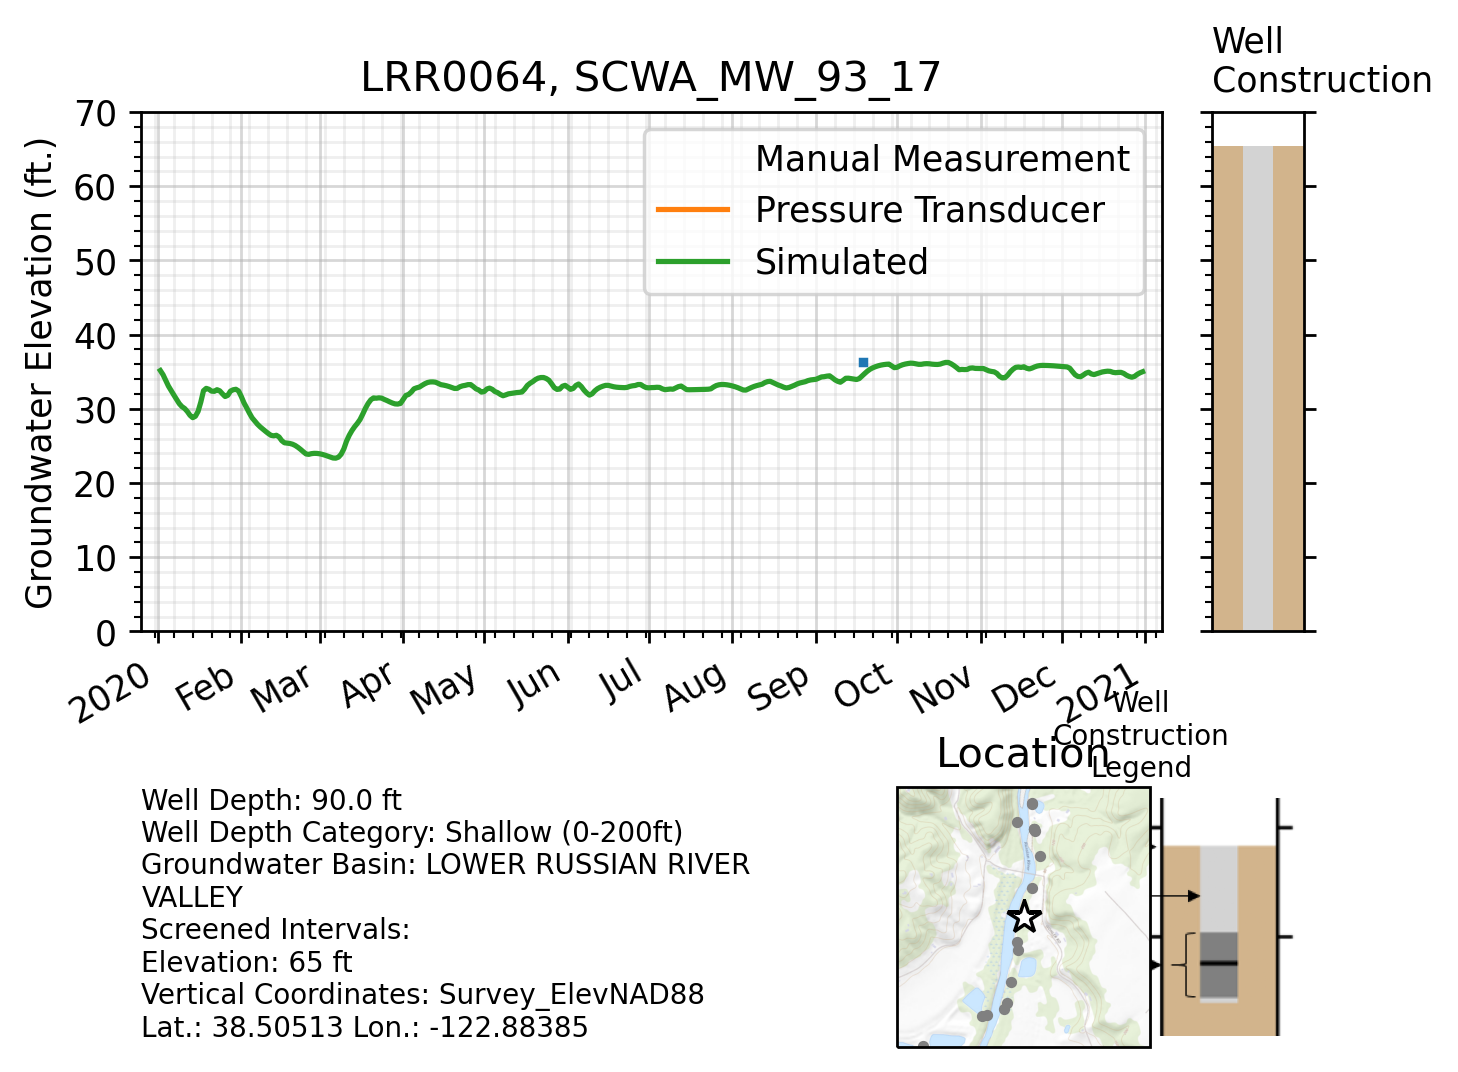 Well
Construction
LRR0064, SCWA_MW_93_17
Groundwater Elevation (ft.)
70
60
50
40
30
20
10
0
Manual Measurement
Pressure Transducer
Simulated
2020
Feb
Mar
Apr
May
Jun
Jul
Aug
Sep
Oct
Nov
Dec
2021
Well Depth: 90.0 ft
Well Depth Category: Shallow (0-200ft)
Groundwater Basin: LOWER RUSSIAN RIVER
VALLEY
Screened Intervals:
Elevation: 65 ft
Vertical Coordinates: Survey_ElevNAD88
Lat.: 38.50513 Lon.: -122.88385
Location
Well
Construction
Legend